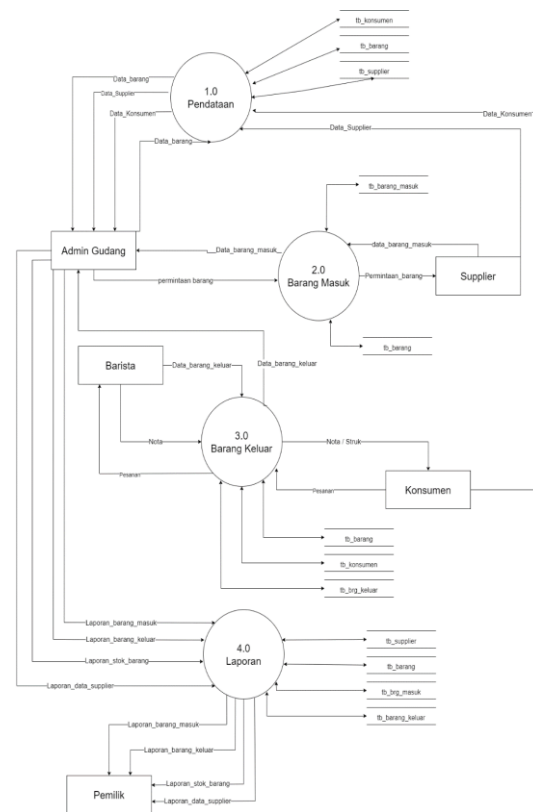 tb_konsumen
tb_barang
tb_supplier
1.0
Pendataan
Data_barang
Data_Supplier
Data_Konsumen
Data_barang
Data_Konsumen
Data_Supplier
tb_barang_masuk
Admin Gudang
Data_barang_masuk
data_barang_masuk
2.0
Barang Masuk
permintaan barang
Permintaan_barang
Supplier
tb_barang
Barista
Data_barang_keluar
Data_barang_keluar
3.0
Barang Keluar
Nota
Nota / Struk
Pesanan
Pesanan
Konsumen
tb_barang
tb_konsumen
tb_brg_keluar
Laporan_barang_masuk
Laporan_barang_keluar
Laporan_stok_barang
Laporan_data_supplier
4.0
Laporan
tb_supplier
tb_barang
tb_brg_masuk
tb_barang_keluar
Laporan_barang_masuk
Laporan_barang_keluar
Laporan_stok_barang
Laporan_data_supplier
Pemilik